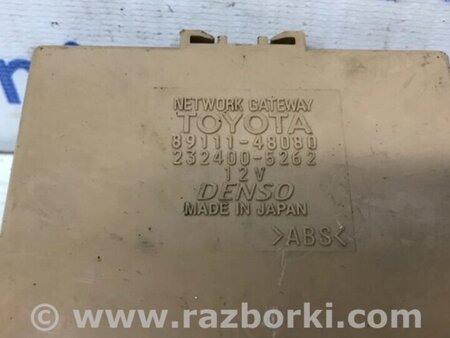 NETWORK GATEWAY
TOYOTA
89111-48080
232400-5262
12V
DENSO
MADE IN JAPAN
>ABS<
© www.razborki.com